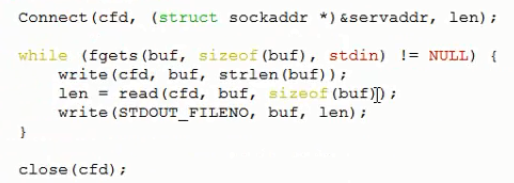 Connect(cfd, (struct sockaddr *)&servaddr, len);
while (fgets(buf, sizeof(buf), stdin) != NULL) {
write(cfd, buf, strlen(buf));
len = read(cfd, buf, sizeof(buf));
write(STDOUT_FILENO, buf, len);
}
close(cfd);